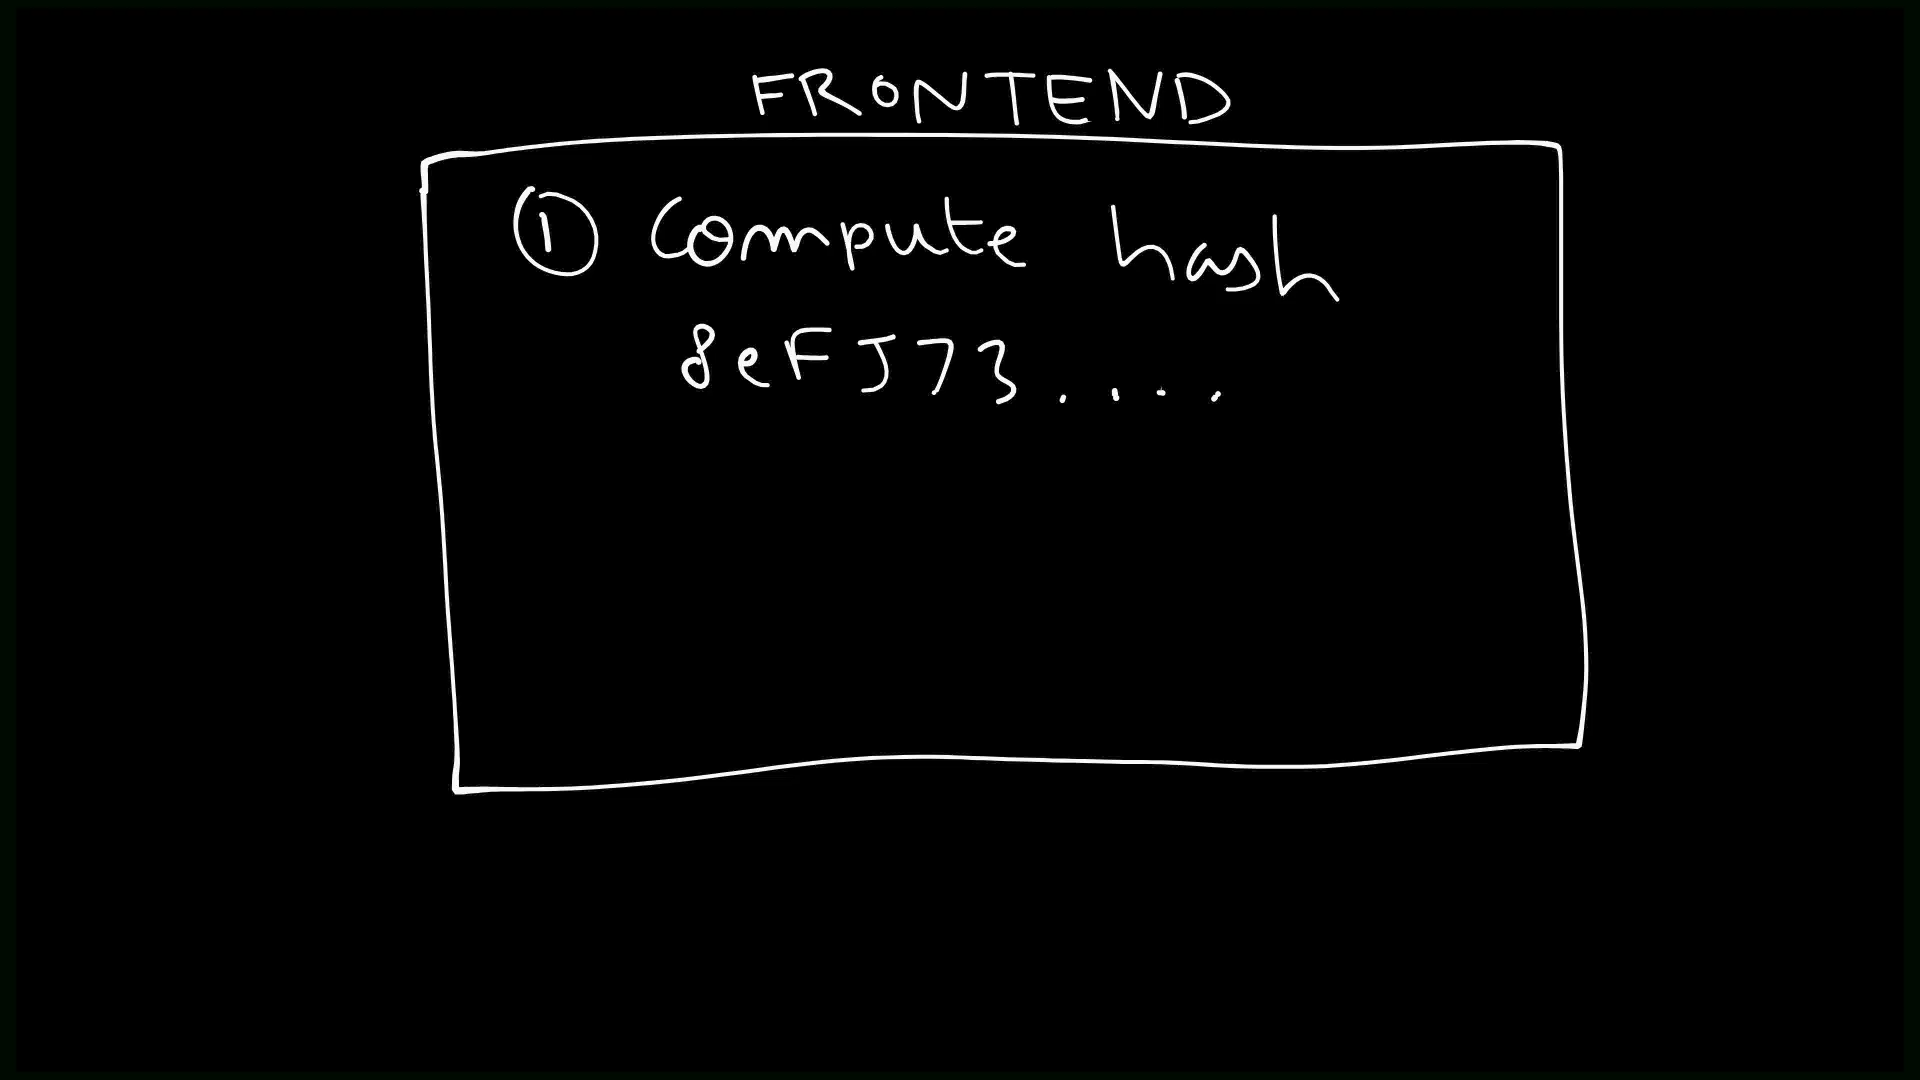 FRONTEND
① Compute hash
8eFJ73....